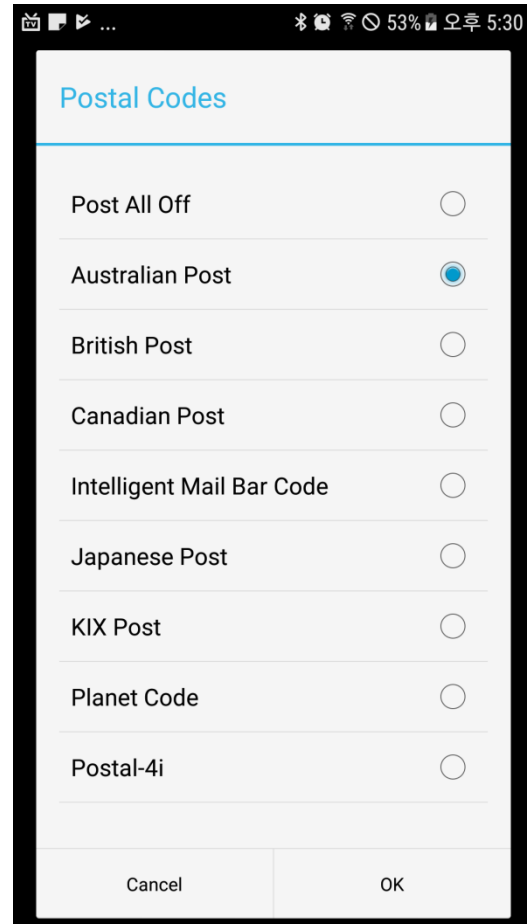 TV ... 53% 오후 5:30
Postal Codes
Post All Off
Australian Post
British Post
Canadian Post
Intelligent Mail Bar Code
Japanese Post
KIX Post
Planet Code
Postal-4i
Cancel OK